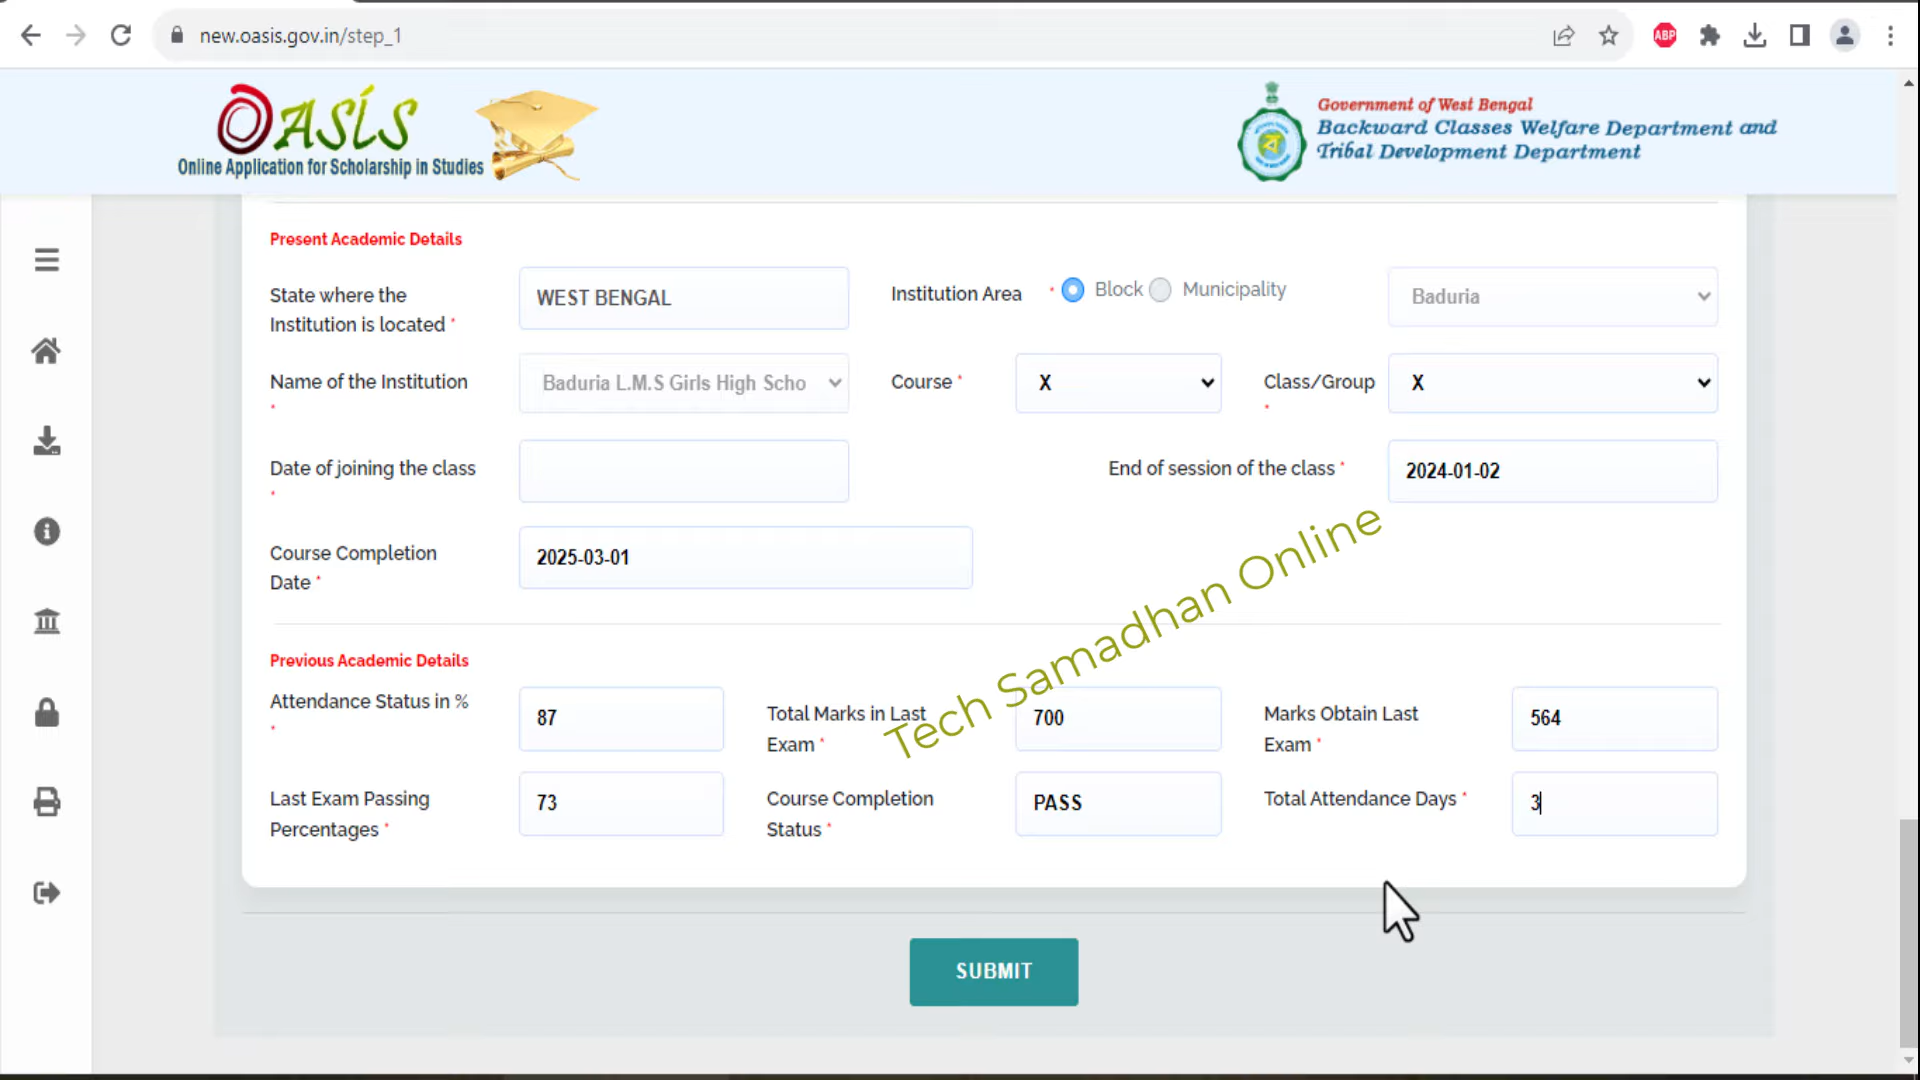 new.oasis.gov.in/step_1
ABP
OASIS
Online Application for Scholarship in Studies
Government of West Bengal
Backward Classes Welfare Department and
Tribal Development Department
Present Academic Details
State where the
Institution is located *
WEST BENGAL
Institution Area * Block Municipality
Baduria
Name of the Institution
*
Baduria L.M.S Girls High Scho
Course *
X
Class/Group
*
X
Date of joining the class
*
End of session of the class *
2024-01-02
Course Completion
Date *
2025-03-01
Tech Samadhan Online
Previous Academic Details
Attendance Status in %
*
87
Total Marks in Last
Exam *
700
Marks Obtain Last
Exam *
564
Last Exam Passing
Percentages *
73
Course Completion
Status *
PASS
Total Attendance Days *
3
SUBMIT